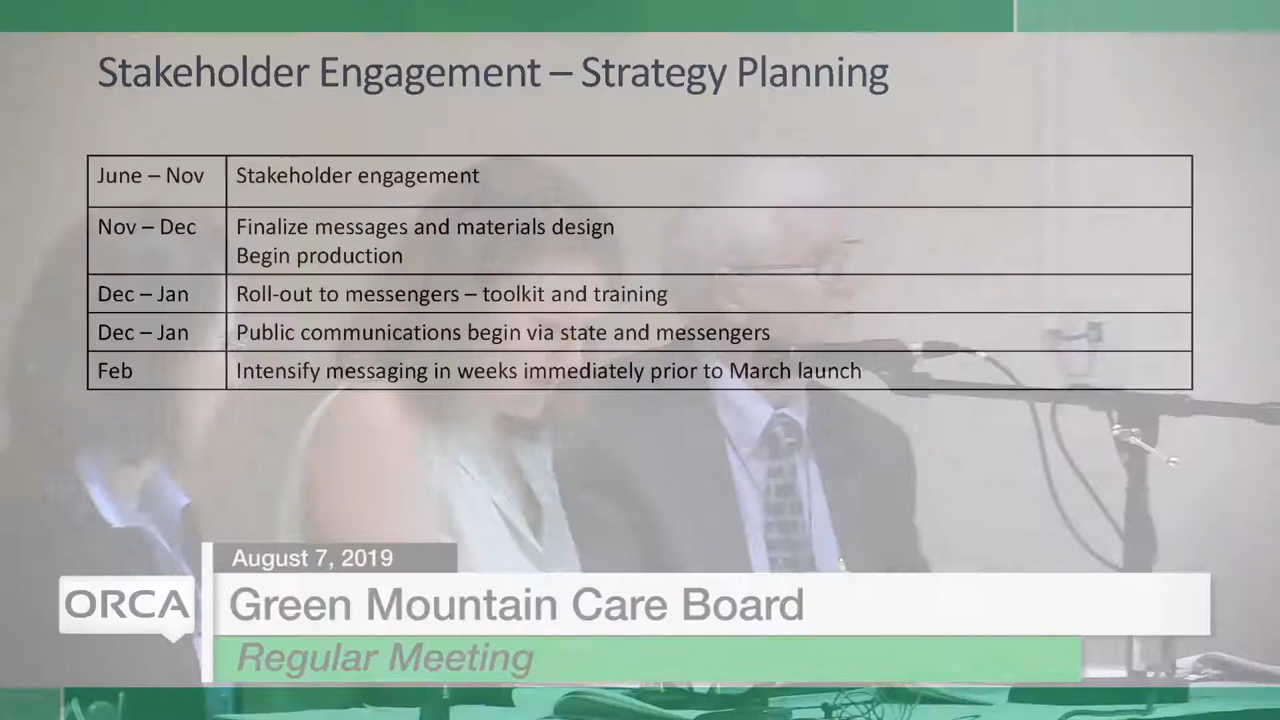 Stakeholder Engagement – Strategy Planning
June – Nov Stakeholder engagement
Nov – Dec Finalize messages and materials design
Begin production
Dec – Jan Roll-out to messengers – toolkit and training
Dec – Jan Public communications begin via state and messengers
Feb Intensify messaging in weeks immediately prior to March launch
August 7, 2019
ORCA
Green Mountain Care Board
Regular Meeting